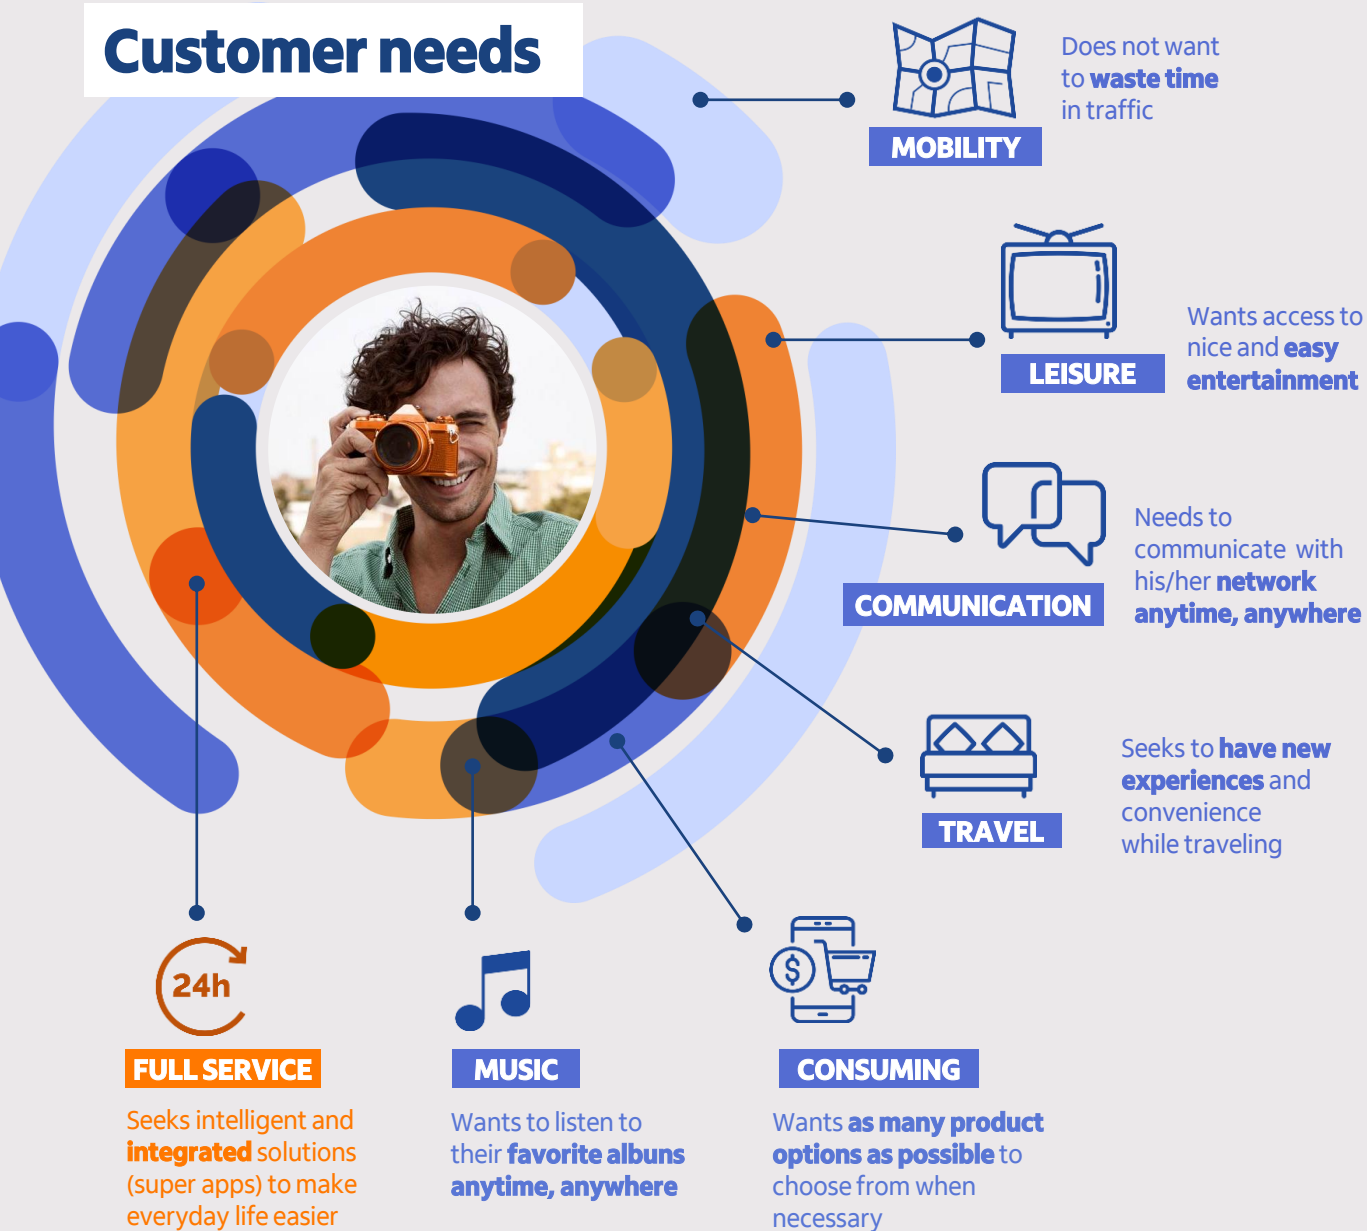 Customer needs
Does not want
to waste time
in traffic
MOBILITY
Wants access to
nice and easy
entertainment
LEISURE
Needs to
communicate with
his/her network
anytime, anywhere
COMMUNICATION
Seeks to have new
experiences and
convenience
while traveling
TRAVEL
24h
FULL SERVICE
Seeks intelligent and
integrated solutions
(super apps) to make
everyday life easier
MUSIC
Wants to listen to
their favorite albuns
anytime, anywhere
$
CONSUMING
Wants as many product
options as possible to
choose from when
necessary